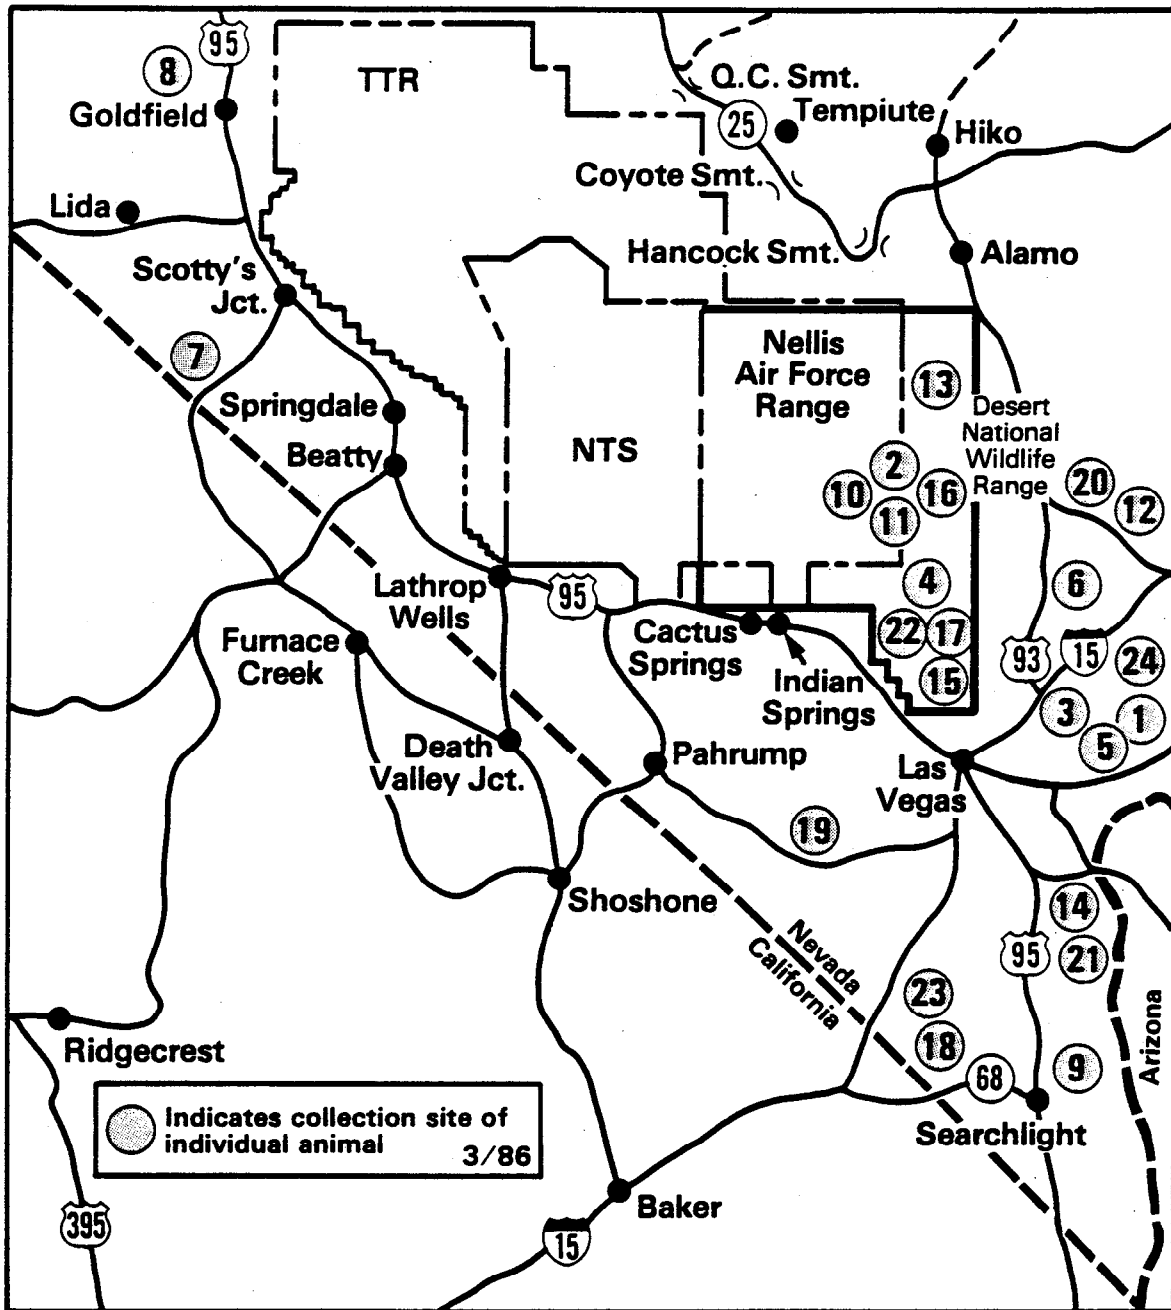 95
8
Goldfield
TTR
Q.C. Smt.
Tempiute
25
Hiko
Coyote Smt.
Lida
Hancock Smt.
Alamo
Scotty's
Jct.
7
Nellis
Air Force
Range
13
Springdale
Desert
National
Wildlife
Range
Beatty
NTS
2
10
16
11
20
12
Lathrop
Wells
95
4
6
Furnace
Creek
Cactus
Springs
22
17
Indian
Springs
15
93
15
24
3
1
5
Death
Valley Jct.
Pahrump
Las
Vegas
19
Shoshone
14
Nevada
California
95
21
23
18
Arizona
Ridgecrest
68
9
Searchlight
Indicates collection site of
individual animal
3/86
Baker
395
15